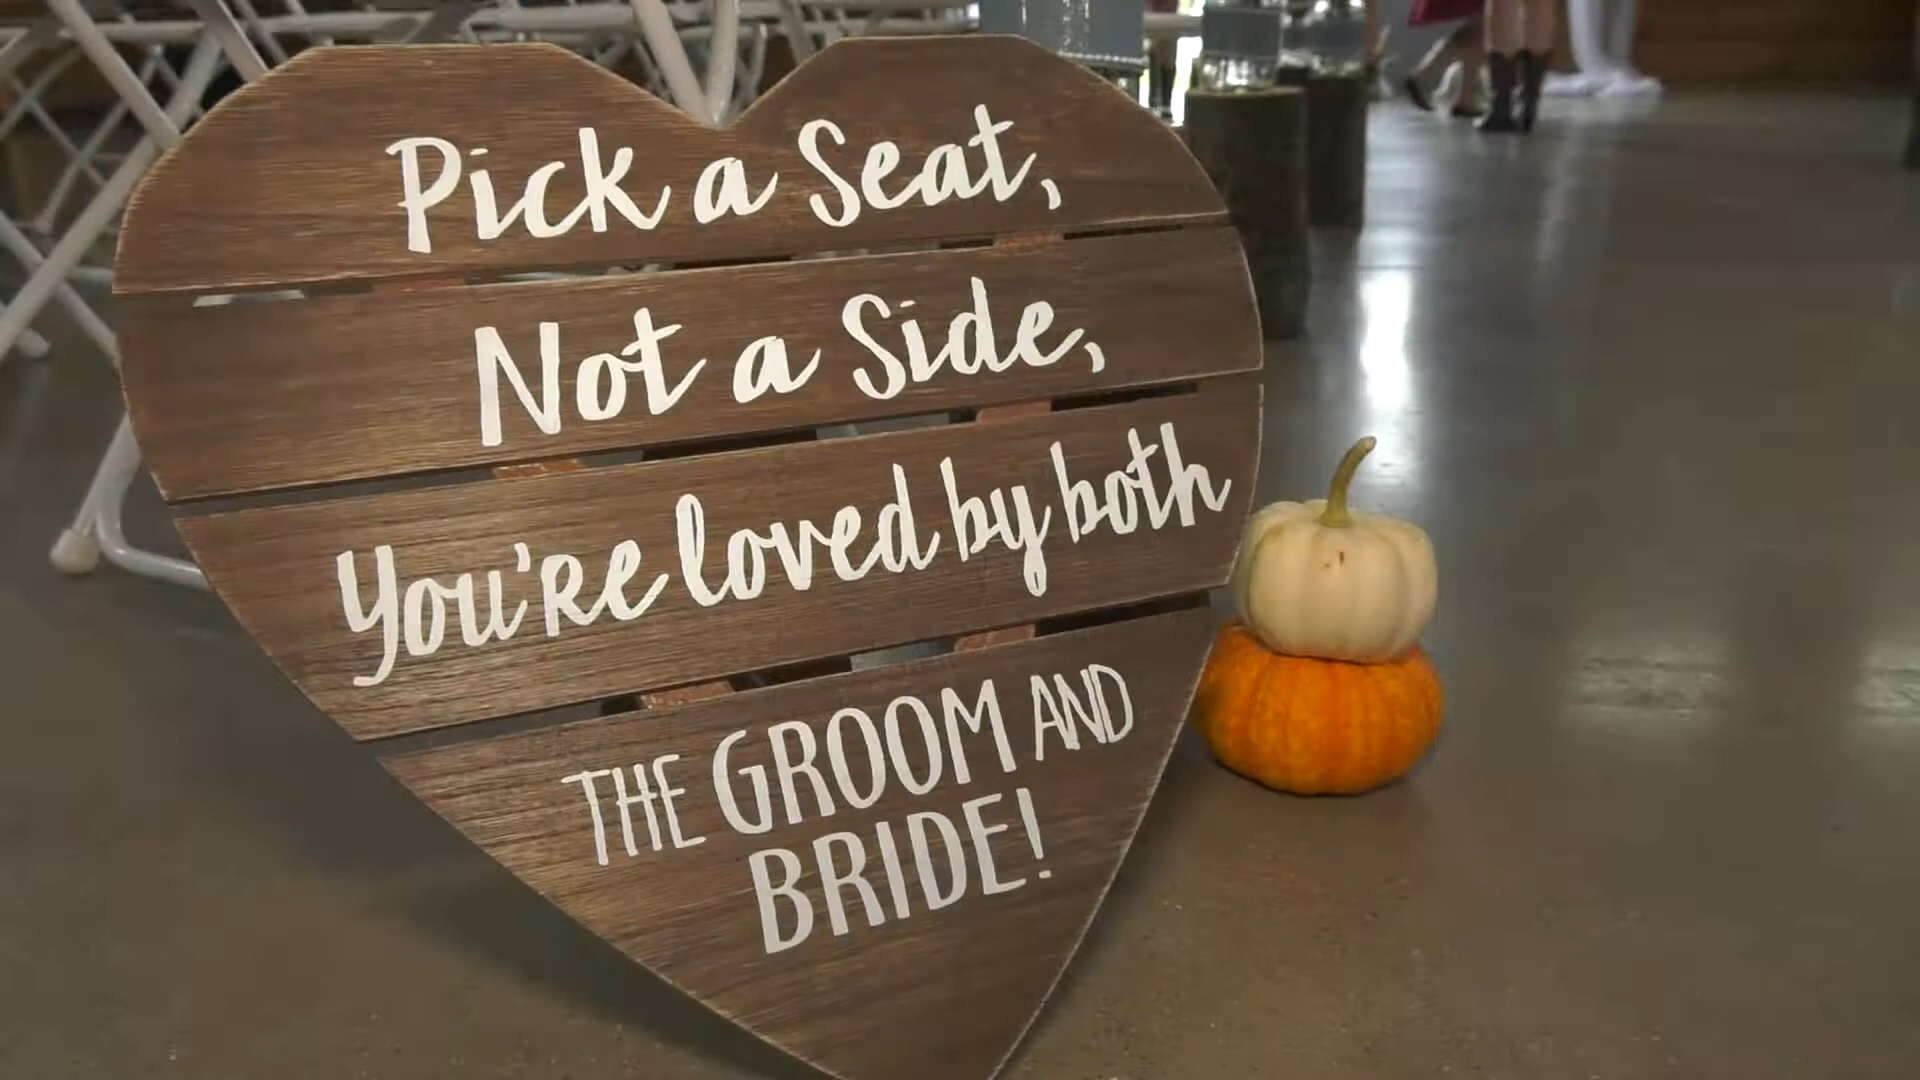 Pick a Seat,
Not a Side,
You're loved by both
THE GROOM AND
BRIDE!